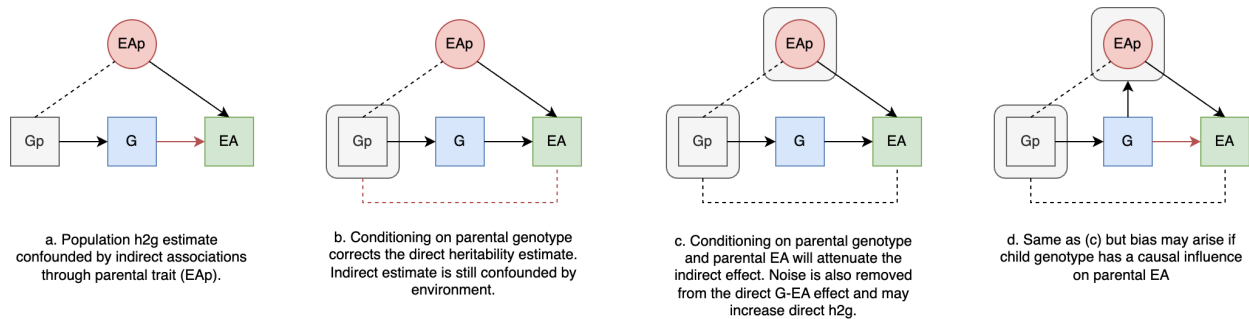 EAp
Gp
G
EA
a. Population h2g estimate
confounded by indirect associations
through parental trait (EAp).
EAp
Gp
G
EA
b. Conditioning on parental genotype
corrects the direct heritability estimate.
Indirect estimate is still confounded by
environment.
EAp
Gp
G
EA
c. Conditioning on parental genotype
and parental EA will attenuate the
indirect effect. Noise is also removed
from the direct G-EA effect and may
increase direct h2g.
EAp
Gp
G
EA
d. Same as (c) but bias may arise if
child genotype has a causal influence
on parental EA